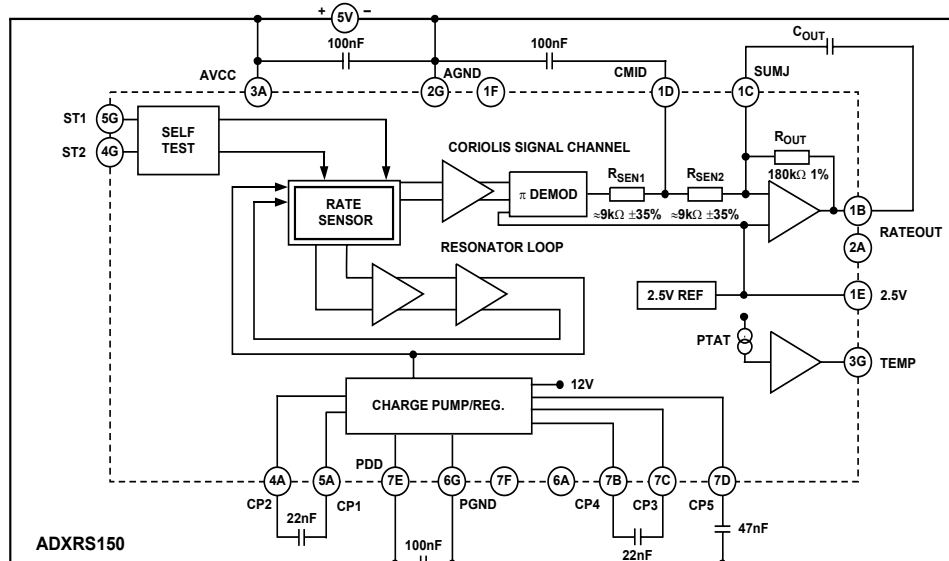 + 5V −
100nF
100nF
COUT
AVCC
AGND
CMID
SUMJ
3A
2G
1F
1D
1C
ST1
5G
ST2
4G
SELF
TEST
CORIOLIS SIGNAL CHANNEL
ROUT
180kΩ 1%
RSEN1
RSEN2
π DEMOD
≈9kΩ ±35%
≈9kΩ ±35%
RATE
SENSOR
1B
RATEOUT
2A
RESONATOR LOOP
2.5V REF
1E
2.5V
PTAT
3G
TEMP
12V
CHARGE PUMP/REG.
PDD
4A
5A
7E
6G
7F
6A
7B
7C
7D
CP2
CP1
PGND
CP4
CP3
CP5
22nF
47nF
100nF
22nF
ADXRS150